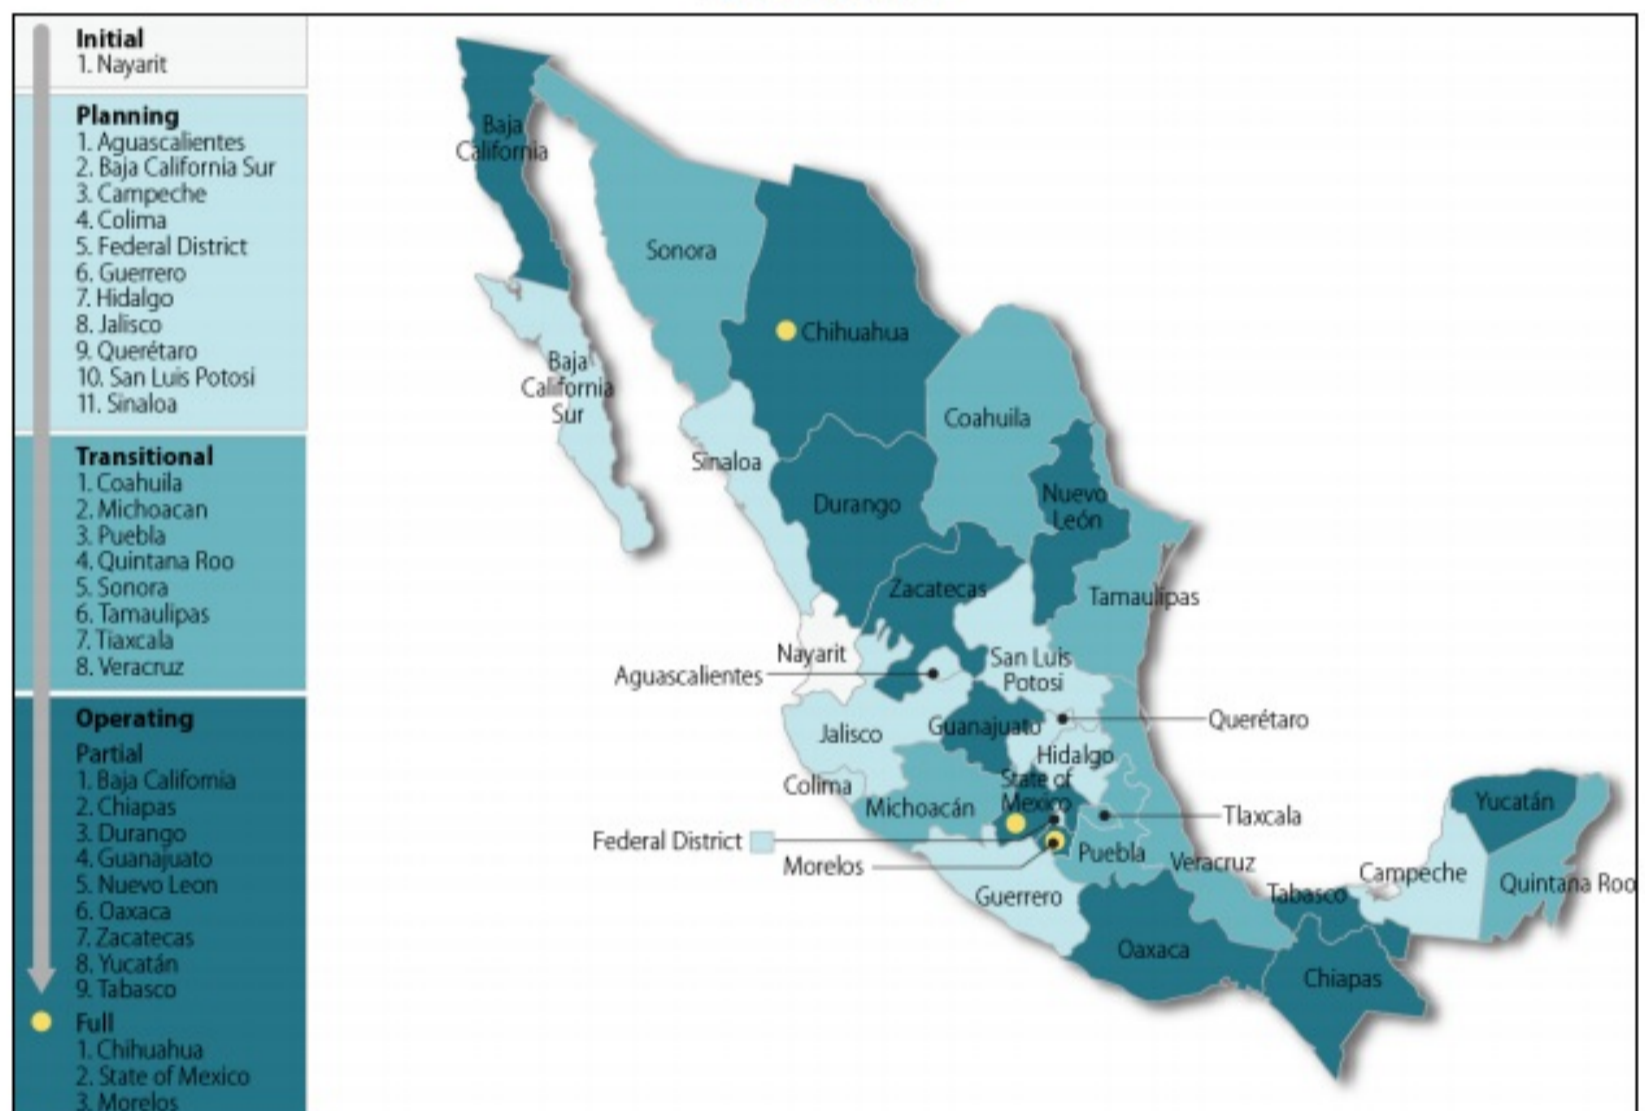 Initial
1. Nayarit
Planning
1. Aguascalientes
2. Baja California Sur
3. Campeche
4. Colima
5. Federal District
6. Guerrero
7. Hidalgo
8. Jalisco
9. Querétaro
10. San Luis Potosi
11. Sinaloa
Transitional
1. Coahuila
2. Michoacan
3. Puebla
4. Quintana Roo
5. Sonora
6. Tamaulipas
7. Tlaxcala
8. Veracruz
Operating
Partial
1. Baja California
2. Chiapas
3. Durango
4. Guanajuato
5. Nuevo Leon
6. Oaxaca
7. Zacatecas
8. Yucatán
9. Tabasco
Full
1. Chihuahua
2. State of Mexico
3. Morelos
Baja
California
Sonora
Chihuahua
Baja
California
Sur
Coahuila
Sinaloa
Nuevo
León
Durango
Zacatecas
Tamaulipas
Nayarit
San Luis
Potosi
Aguascalientes
Querétaro
Jalisco
Guanajuato
Hidalgo
Colima
State of
Mexico
Michoacán
Tlaxcala
Federal District
Morelos
Puebla
Veracruz
Guerrero
Yucatán
Campeche
Quintana Roo
Tabasco
Oaxaca
Chiapas